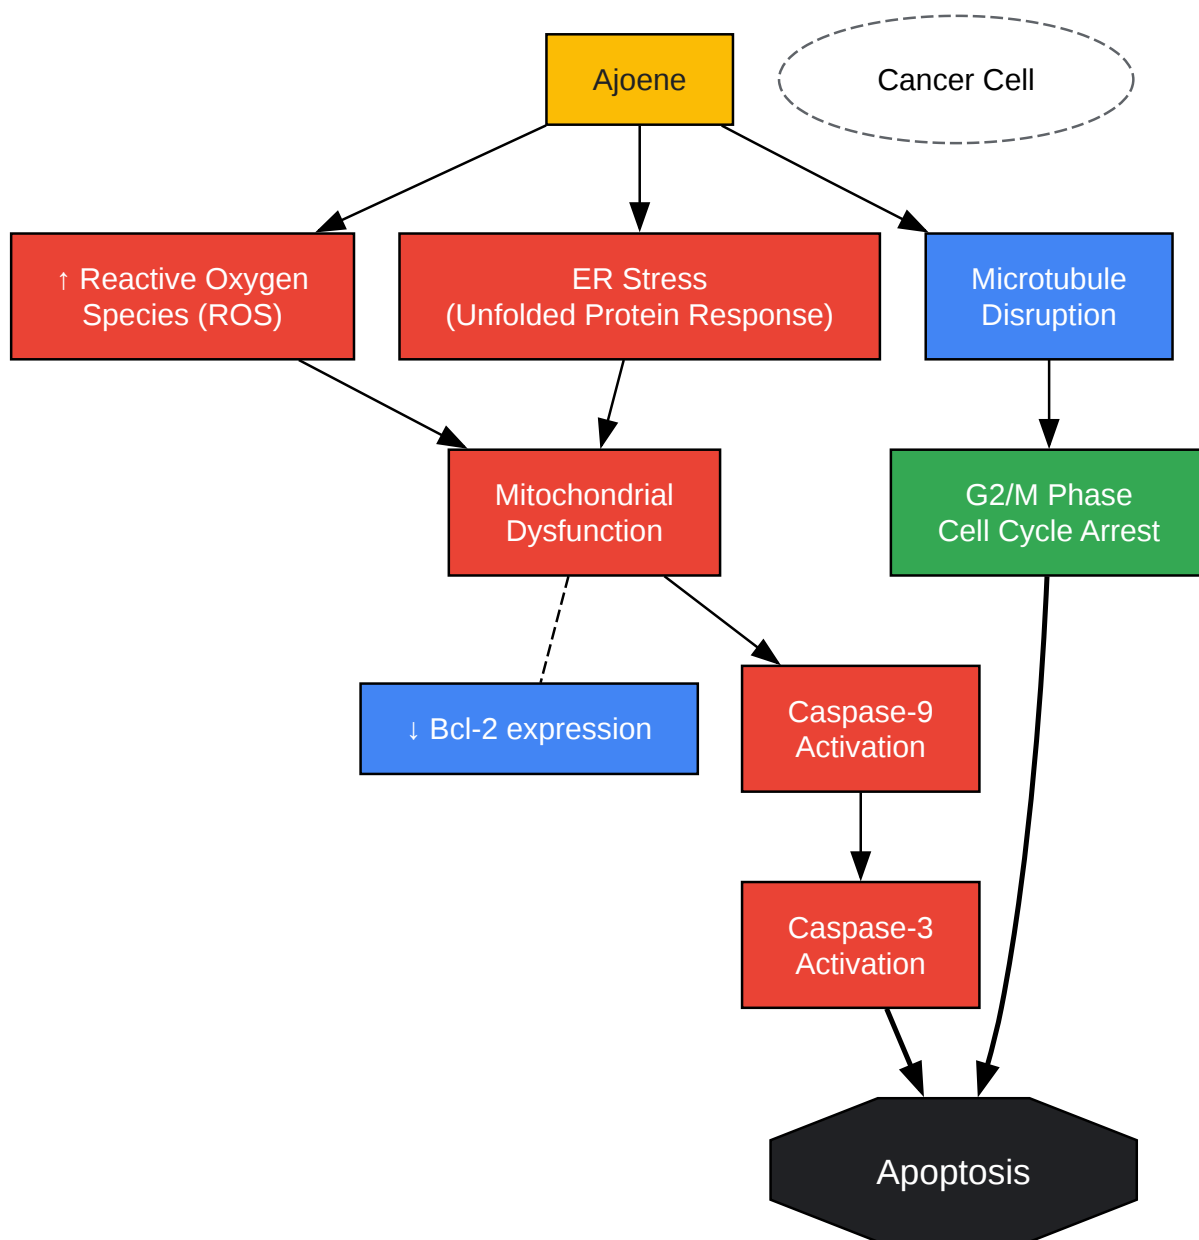 Ajoene
Cancer Cell
↑ Reactive Oxygen
Species (ROS)
ER Stress
(Unfolded Protein Response)
Microtubule
Disruption
Mitochondrial
Dysfunction
G2/M Phase
Cell Cycle Arrest
↓ Bcl-2 expression
Caspase-9
Activation
Caspase-3
Activation
Apoptosis